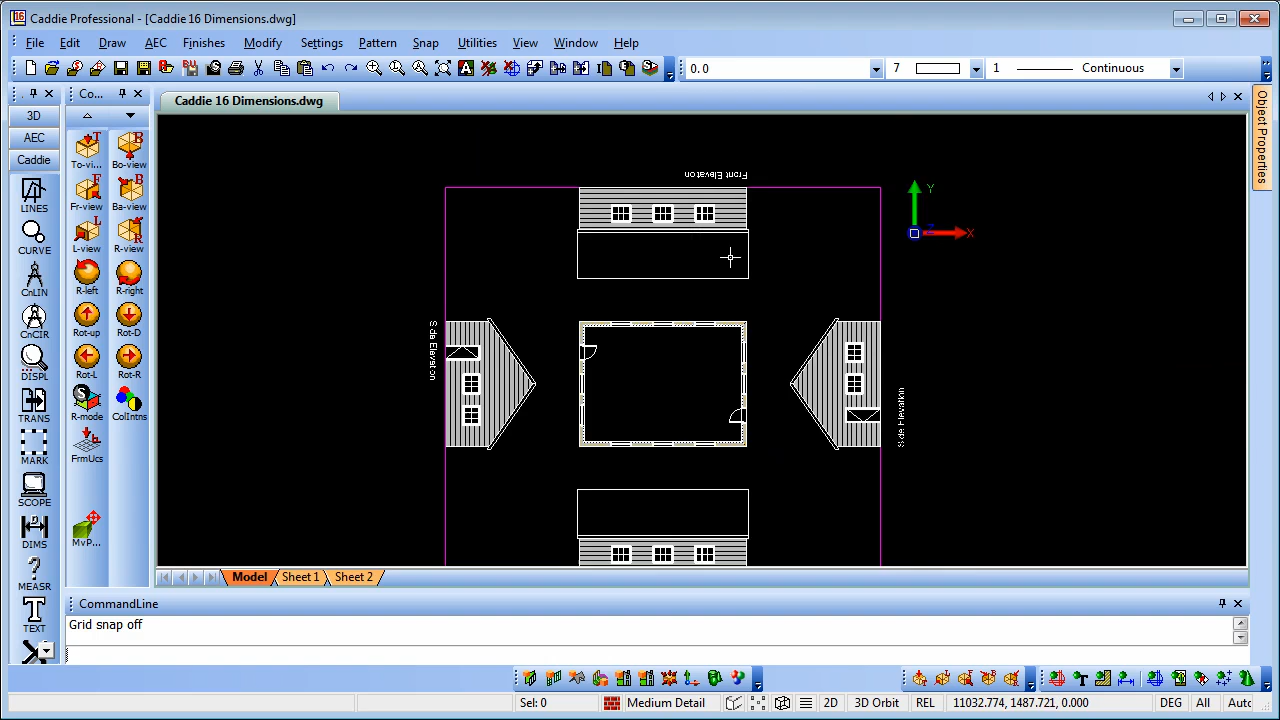 16 Caddie Professional - [Caddie 16 Dimensions.dwg]
File Edit Draw AEC Finishes Modify Settings Pattern Snap Utilities View Window Help
0. 0 7 1 Continuous
Co... Caddie 16 Dimensions.dwg
Object Properties
3D
AEC
Caddie
LINES
CURVE
CnLIN
CnCIR
DISPL
TRANS
MARK
SCOPE
DIMS
MEASR
TEXT
To-vi... Bo-view
Fr-view Ba-view
L-view R-view
R-left R-right
Rot-up Rot-D
Rot-L Rot-R
R-mode ColIntns
FrmUcs
MvP...
Front Elevation
Side Elevation
Side Elevation
Y
Z X
Model Sheet 1 Sheet 2
CommandLine
Grid snap off
Sel: 0 Medium Detail 2D 3D Orbit REL 11032.774, 1487.721, 0.000 DEG All Auto